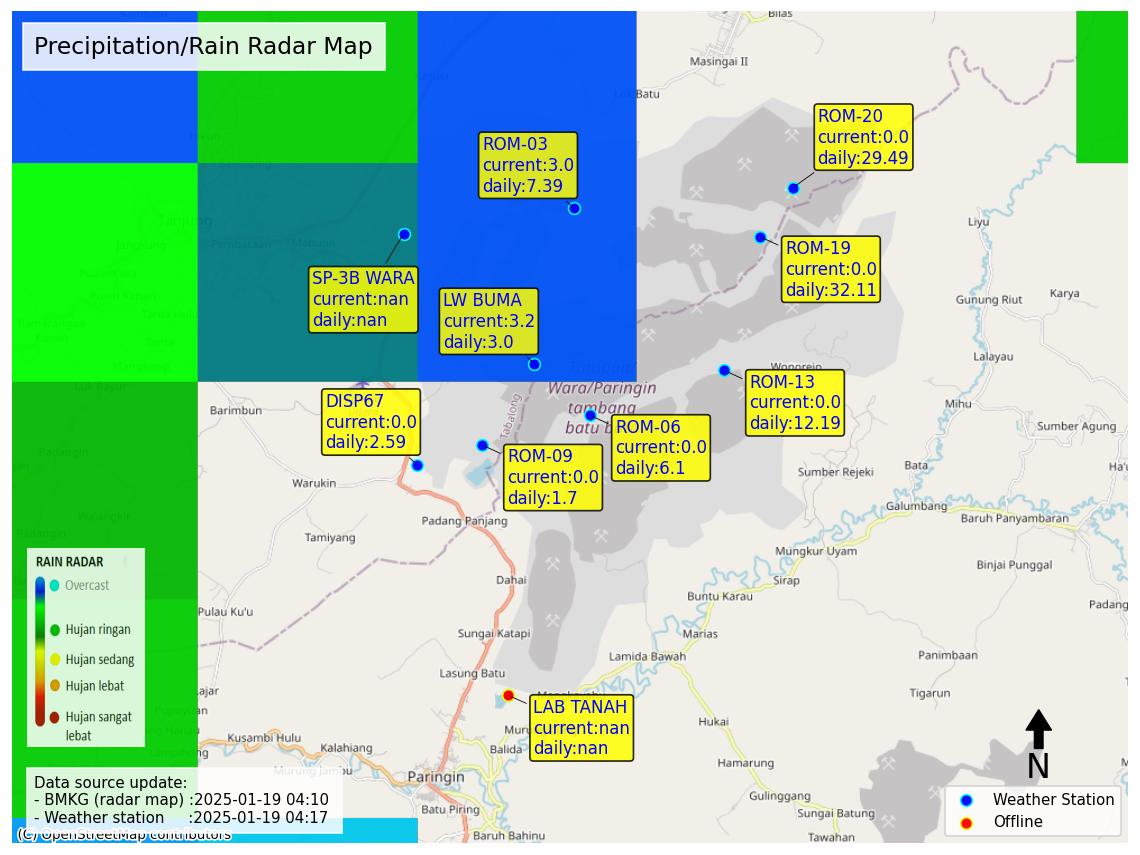 Precipitation/Rain Radar Map
Bilas
Masingai II
Lok Batu
ROM-20
current:0.0
daily:29.49
ROM-03
current:3.0
daily:7.39
Tanjung
Liyu
ROM-19
current:0.0
daily:32.11
SP-3B WARA
current:nan
daily:nan
LW BUMA
current:3.2
daily:3.0
Gunung Riut
Karya
Lalayau
Wonorejo
Wara/Paringin
tambang
ROM-13
current:0.0
daily:12.19
DISP67
current:0.0
daily:2.59
Barimbun
Tabalong
Mihu
ROM-06
current:0.0
daily:6.1
Sumber Agung
ROM-09
current:0.0
daily:1.7
Warukin
Sumber Rejeki
Bata
Galumbang
Padang Panjang
Baruh Panyambaran
Tamiyang
Mungkur Uyam
Binjai Punggal
RAIN RADAR
Overcast
Hujan ringan
Hujan sedang
Hujan lebat
Hujan sangat
lebat
Dahai
Sirap
Buntu Karau
Padang
Pulau Ku'u
Sungai Katapi
Marias
Lamida Bawah
Panimbaan
Lasung Batu
Tigarun
LAB TANAH
current:nan
daily:nan
Hukai
Kusambi Hulu
Kalahiang
Balida
Murung Jambu
Paringin
Hamarung
N
Data source update:
- BMKG (radar map) :2025-01-19 04:10
- Weather station :2025-01-19 04:17
Batu Piring
Gulinggang
Sungai Batung
Weather Station
Offline
(C) OpenStreetMap contributors
Baruh Bahinu
Tawahan